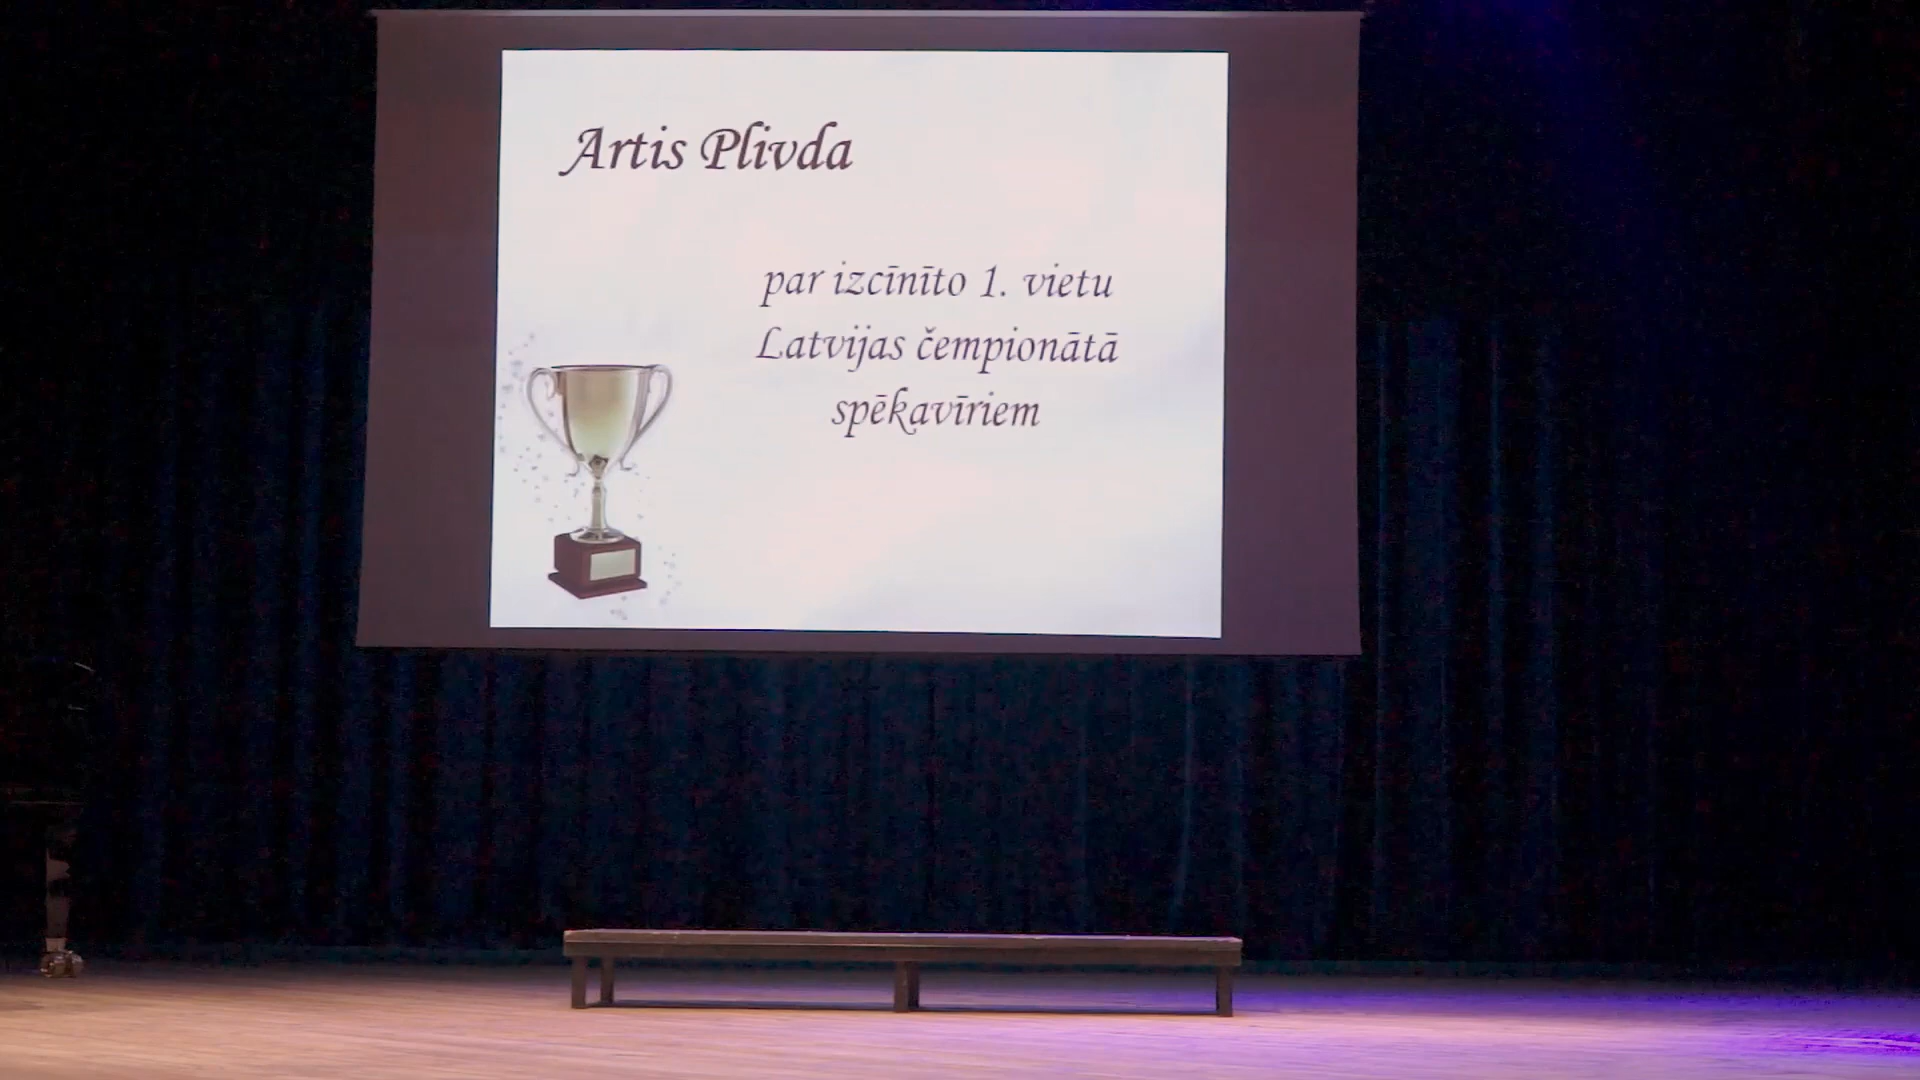 Artis Plivda
par izcīnīto 1. vietu
Latvijas čempionātā
spēkavīriem